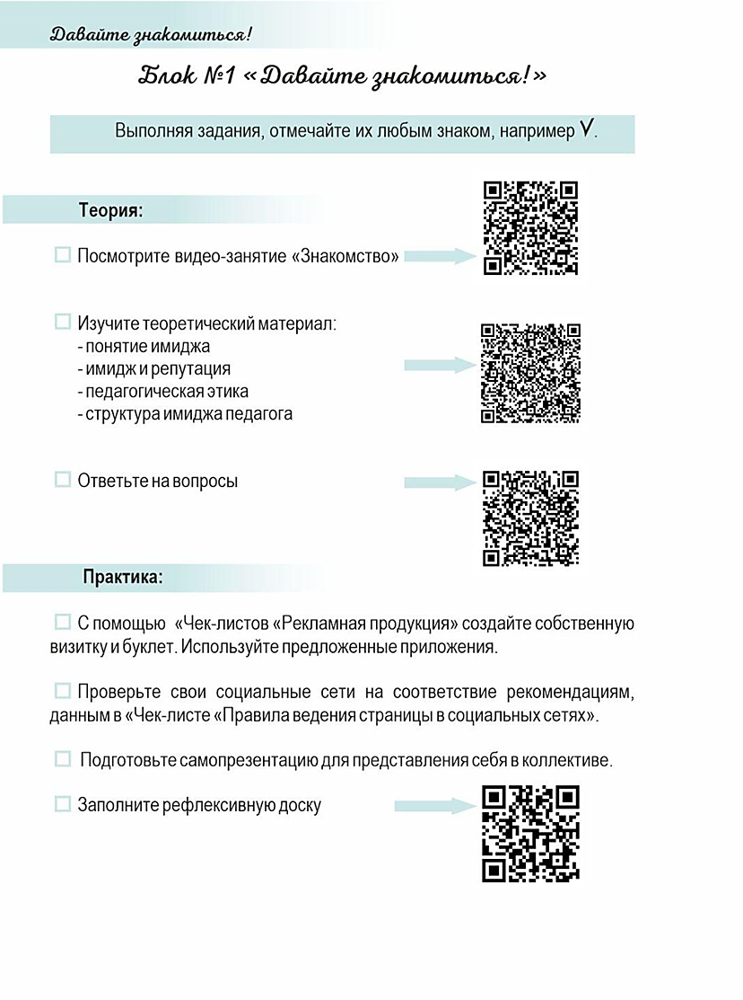 Давайте знакомиться!
Блок №1 «Давайте знакомиться!»
Выполняя задания, отмечайте их любым знаком, например V.
Теория:
Посмотрите видео-занятие «Знакомство»
Изучите теоретический материал:
- понятие имиджа
- имидж и репутация
- педагогическая этика
- структура имиджа педагога
Ответьте на вопросы
Практика:
С помощью «Чек-листов «Рекламная продукция» создайте собственную
визитку и буклет. Используйте предложенные приложения.
Проверьте свои социальные сети на соответствие рекомендациям,
данным в «Чек-листе «Правила ведения страницы в социальных сетях».
Подготовьте самопрезентацию для представления себя в коллективе.
Заполните рефлексивную доску